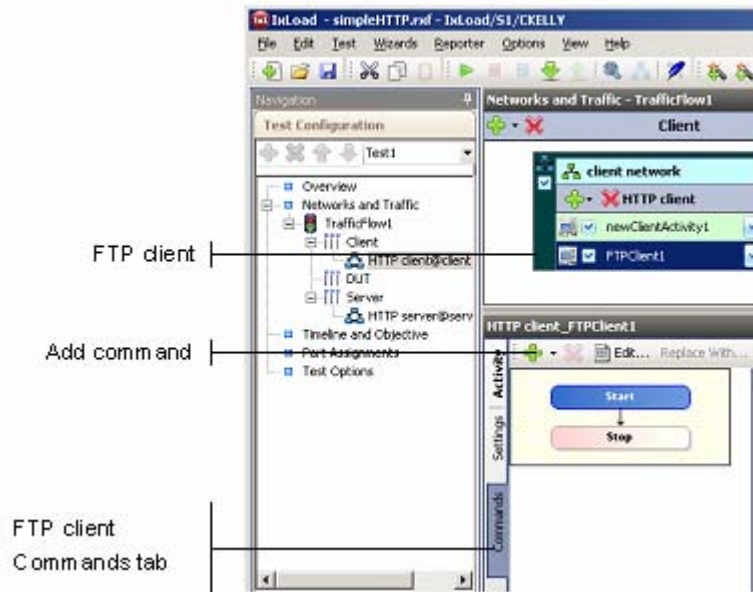 IxLoad - simpleHTTP.rxf - IxLoad/S1/CKELLY
File Edit Test Wizards Reporter Options View Help
Navigation
Test Configuration
Test1
Overview
Networks and Traffic
TrafficFlow1
Client
HTTP client@client
DUT
Server
HTTP server@serv
Timeline and Objective
Port Assignments
Test Options
Networks and Traffic - TrafficFlow1
Client
client network
HTTP client
newClientActivity1
FTPClient1
HTTP client_FTPClient1
Edit... Replace With...
Activity
Settings
Commands
Start
Stop
FTP client
Add command
FTP client
Commands tab